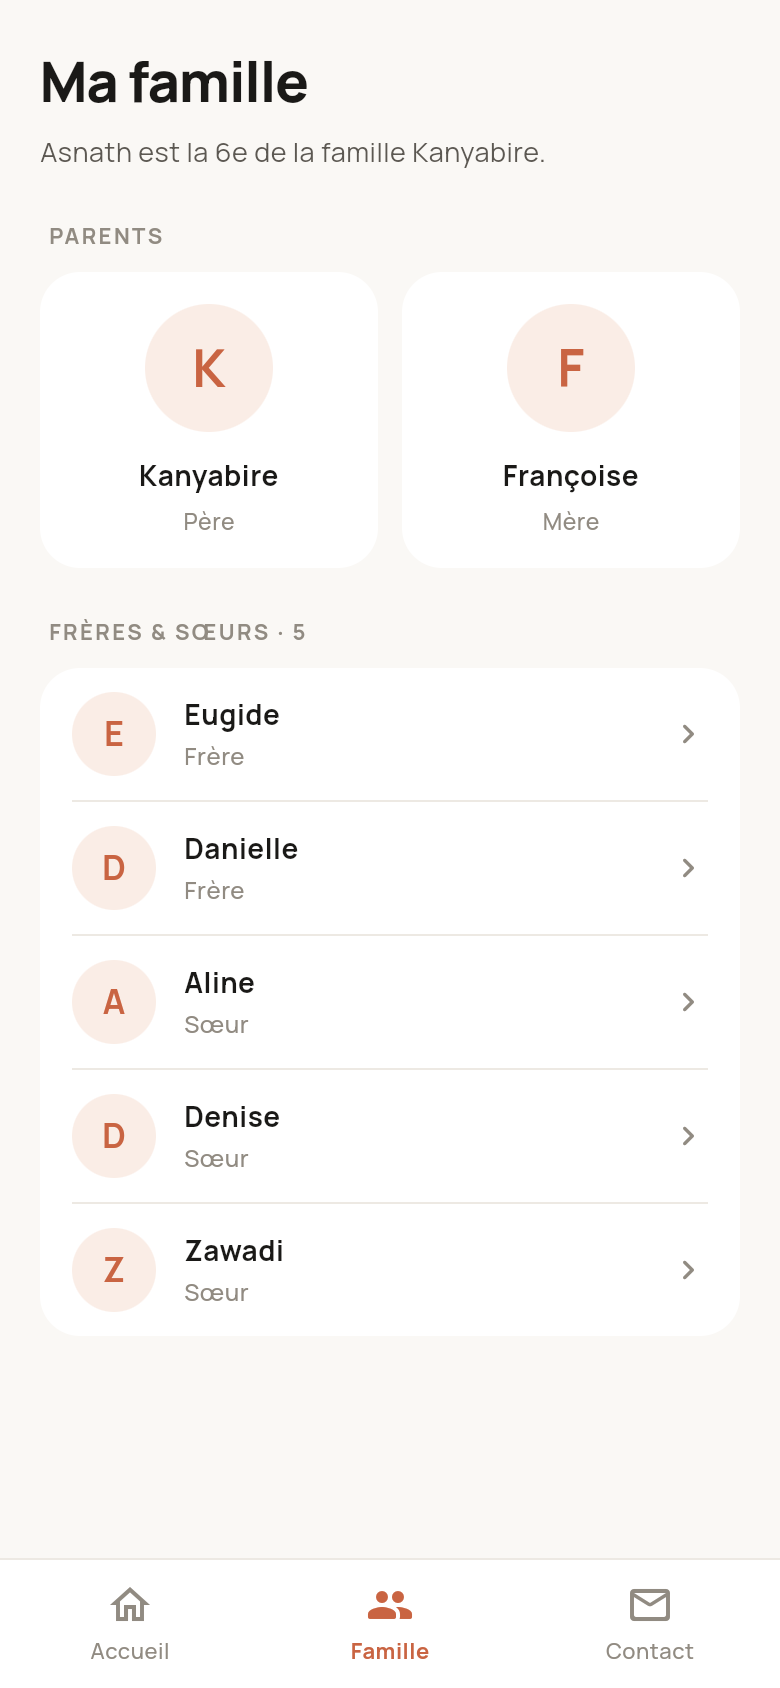 Ma famille
Asnath est la 6e de la famille Kanyabire.
PARENTS
K
F
Kanyabire
Françoise
Père
Mère
FRÈRES & SŒURS · 5
E
Eugide
Frère
D
Danielle
Frère
A
Aline
Sœur
D
Denise
Sœur
Z
Zawadi
Sœur
Accueil
Famille
Contact